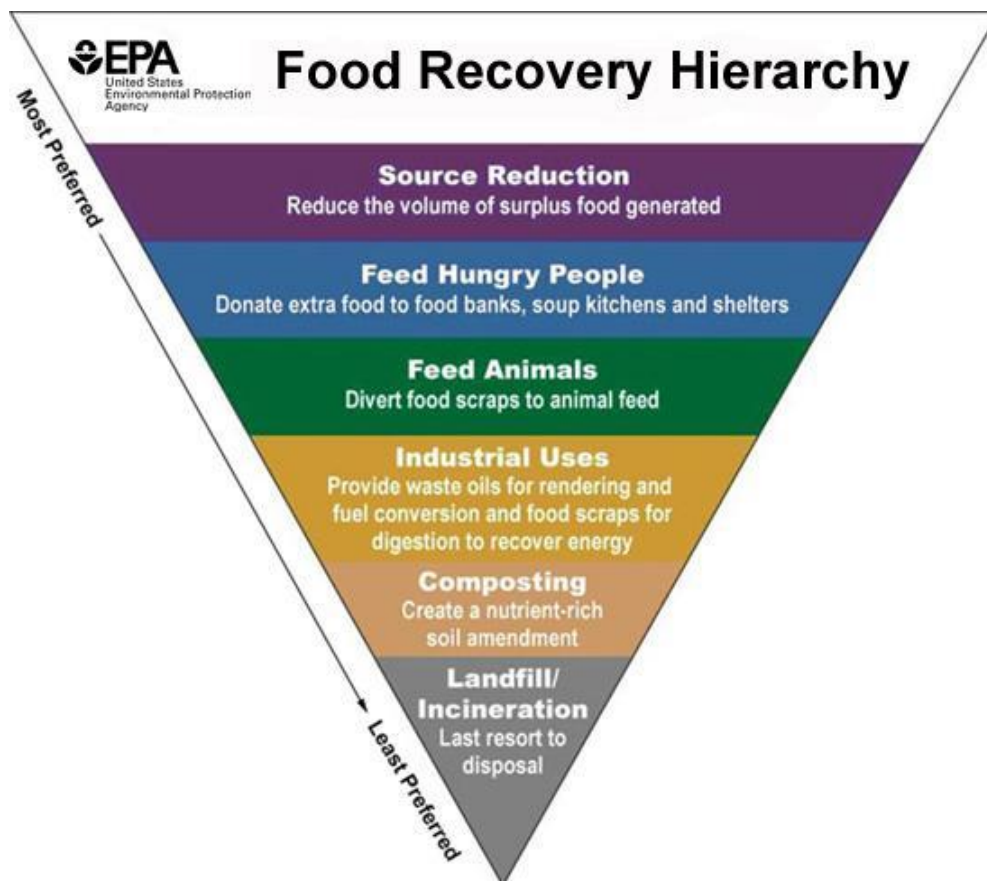 EPA
United States
Environmental Protection
Agency
Food Recovery Hierarchy
Most Preferred
Source Reduction
Reduce the volume of surplus food generated
Feed Hungry People
Donate extra food to food banks, soup kitchens and shelters
Feed Animals
Divert food scraps to animal feed
Industrial Uses
Provide waste oils for rendering and
fuel conversion and food scraps for
digestion to recover energy
Composting
Create a nutrient-rich
soil amendment
Landfill/
Incineration
Last resort to
disposal
Least Preferred